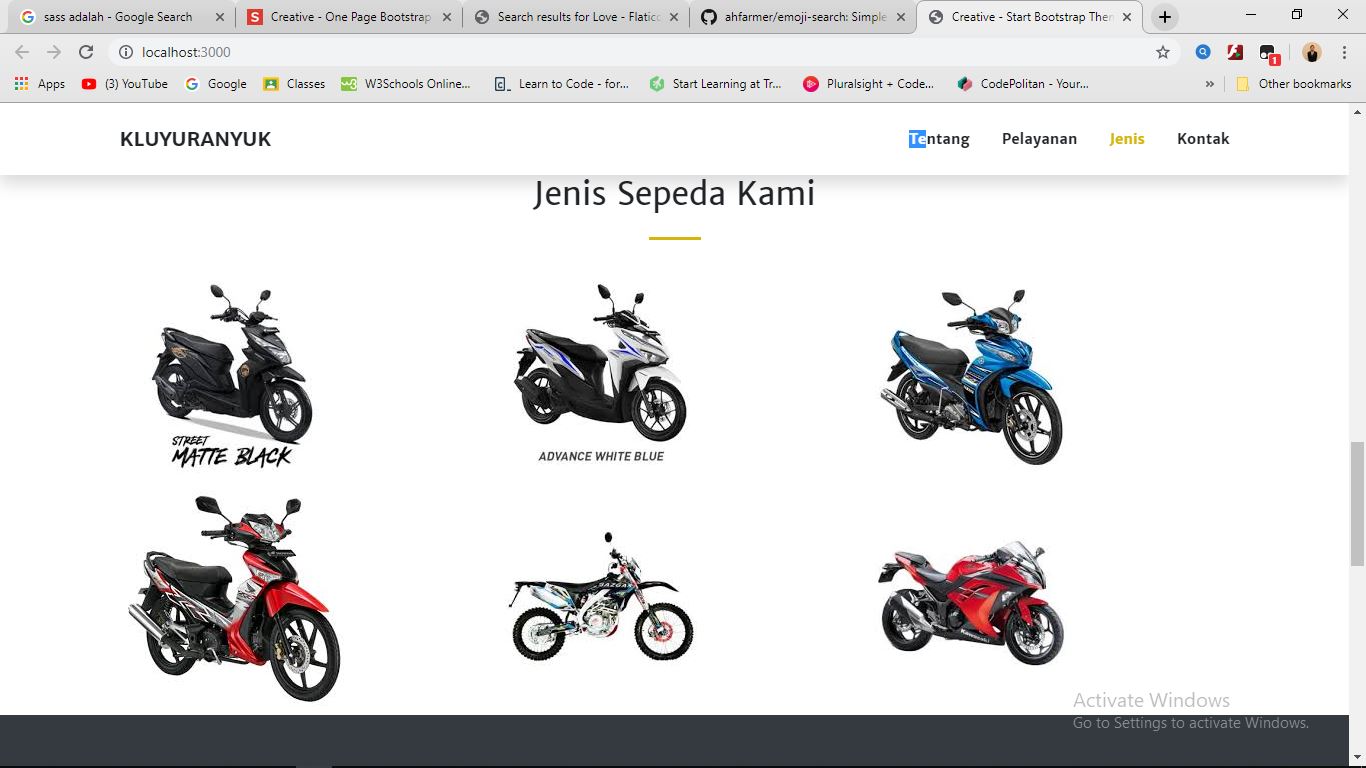 sass adalah - Google Search
Creative - One Page Bootstrap
Search results for Love - Flatic
ahfarmer/emoji-search: Simple
Creative - Start Bootstrap Then
localhost:3000
1
Apps
(3) YouTube
Google
Classes
W3Schools Online...
Learn to Code - for...
Start Learning at Tr...
Pluralsight + Code...
CodePolitan - Your...
»
Other bookmarks
KLUYURANYUK
Tentang
Pelayanan
Jenis
Kontak
Jenis Sepeda Kami
STREET
MATTE BLACK
ADVANCE WHITE BLUE
Kawasaki
Activate Windows
Go to Settings to activate Windows.